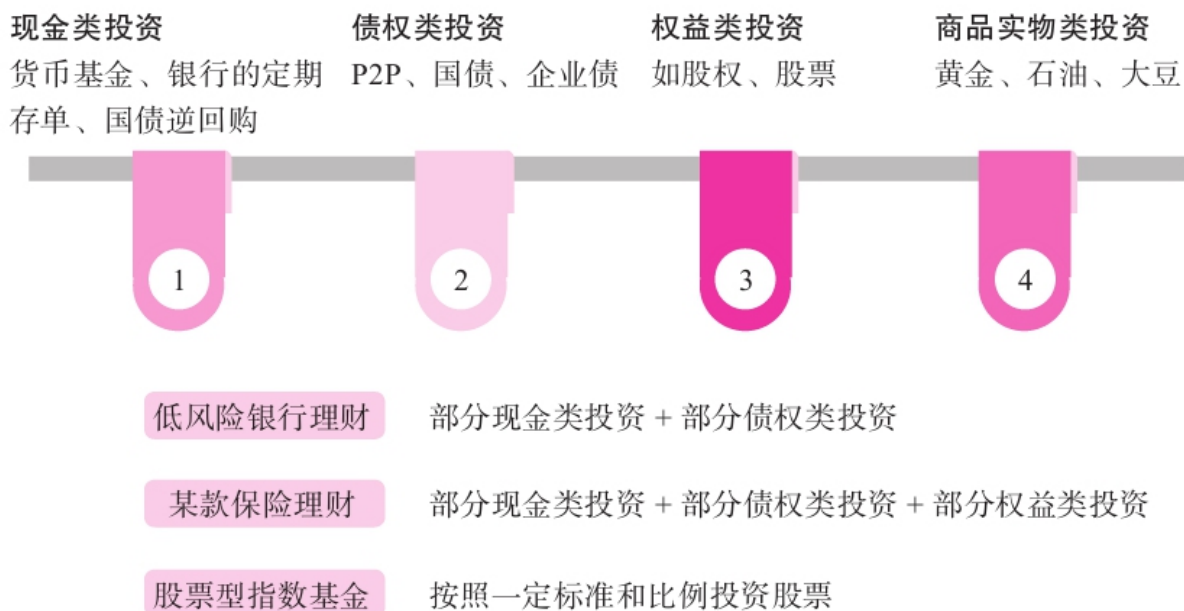 现金类投资
货币基金、银行的定期
存单、国债逆回购
债权类投资
P2P、国债、企业债
权益类投资
如股权、股票
商品实物类投资
黄金、石油、大豆
1
2
3
4
低风险银行理财
部分现金类投资 + 部分债权类投资
某款保险理财
部分现金类投资 + 部分债权类投资 + 部分权益类投资
股票型指数基金
按照一定标准和比例投资股票